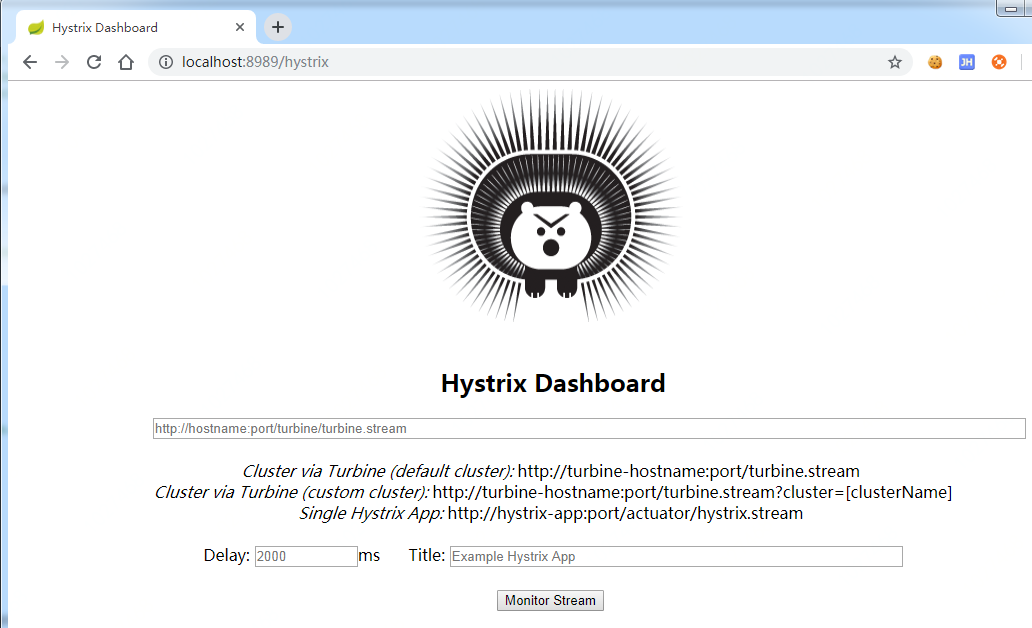 Hystrix Dashboard
localhost:8989/hystrix
JH
Hystrix Dashboard
http://hostname:port/turbine/turbine.stream
Cluster via Turbine (default cluster): http://turbine-hostname:port/turbine.stream
Cluster via Turbine (custom cluster): http://turbine-hostname:port/turbine.stream?cluster=[clusterName]
Single Hystrix App: http://hystrix-app:port/actuator/hystrix.stream
Delay: 2000 ms Title: Example Hystrix App
Monitor Stream